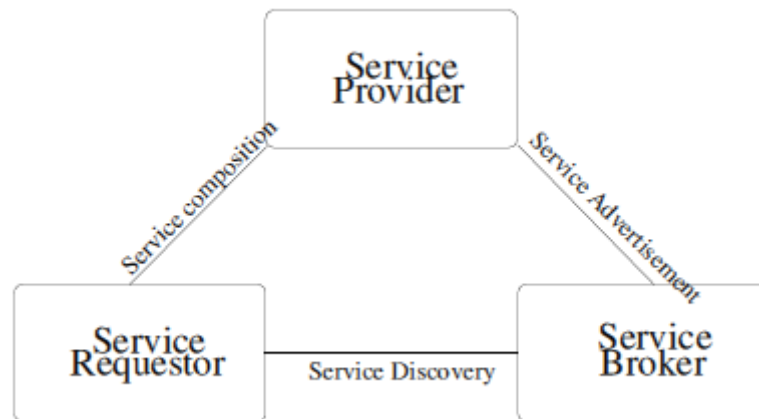 Service
Provider
Service composition
Service Advertisement
Service
Requestor
Service Discovery
Service
Broker